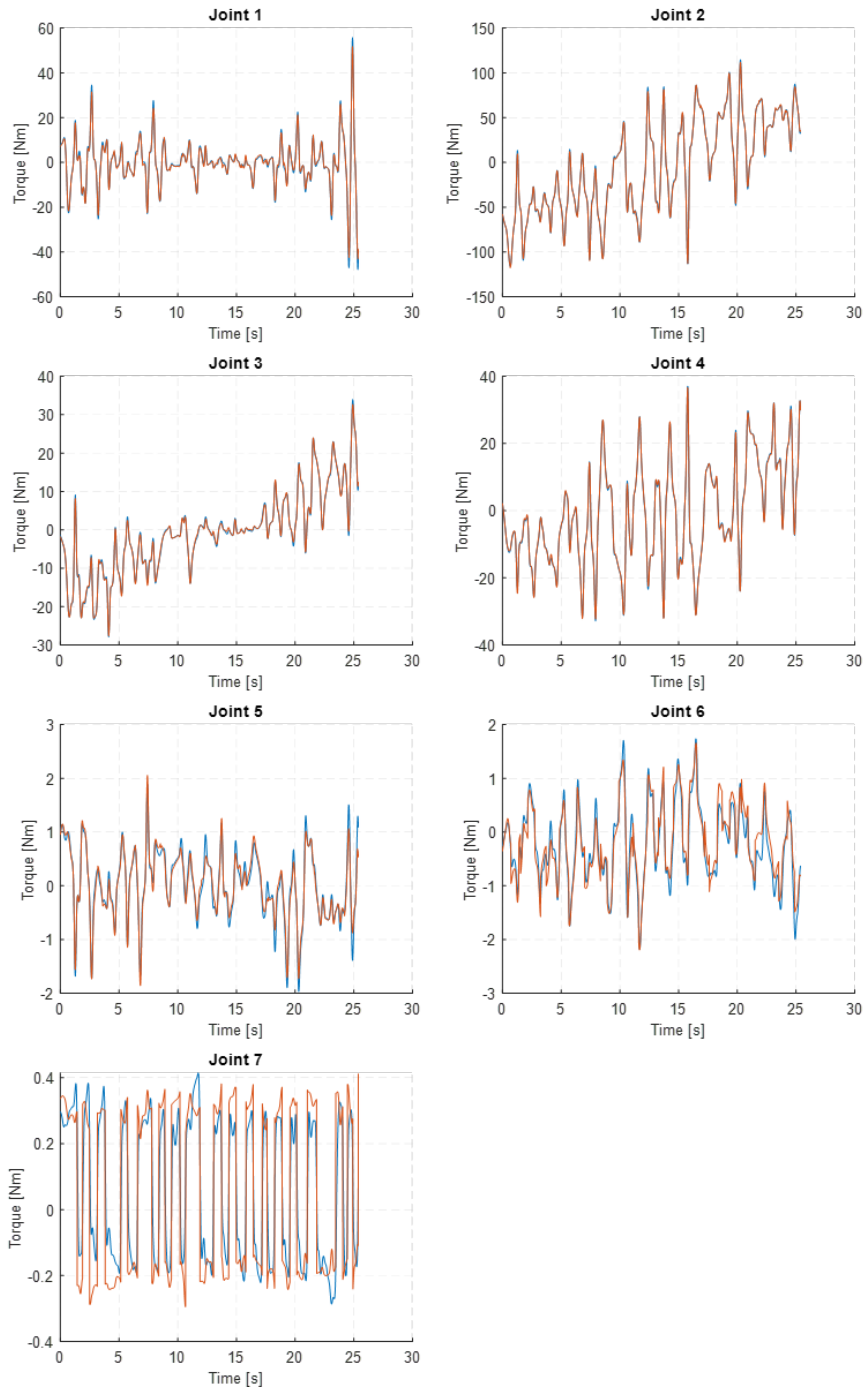 Joint 1
60
40
20
0
-20
-40
-60
Torque [Nm]
0 5 10 15 20 25 30
Time [s]
Joint 2
150
100
50
0
-50
-100
-150
Torque [Nm]
0 5 10 15 20 25 30
Time [s]
Joint 3
40
30
20
10
0
-10
-20
-30
Torque [Nm]
0 5 10 15 20 25 30
Time [s]
Joint 4
40
20
0
-20
-40
Torque [Nm]
0 5 10 15 20 25 30
Time [s]
Joint 5
3
2
1
0
-1
-2
Torque [Nm]
0 5 10 15 20 25 30
Time [s]
Joint 6
2
1
0
-1
-2
-3
Torque [Nm]
0 5 10 15 20 25 30
Time [s]
Joint 7
0.4
0.2
0
-0.2
-0.4
Torque [Nm]
0 5 10 15 20 25 30
Time [s]